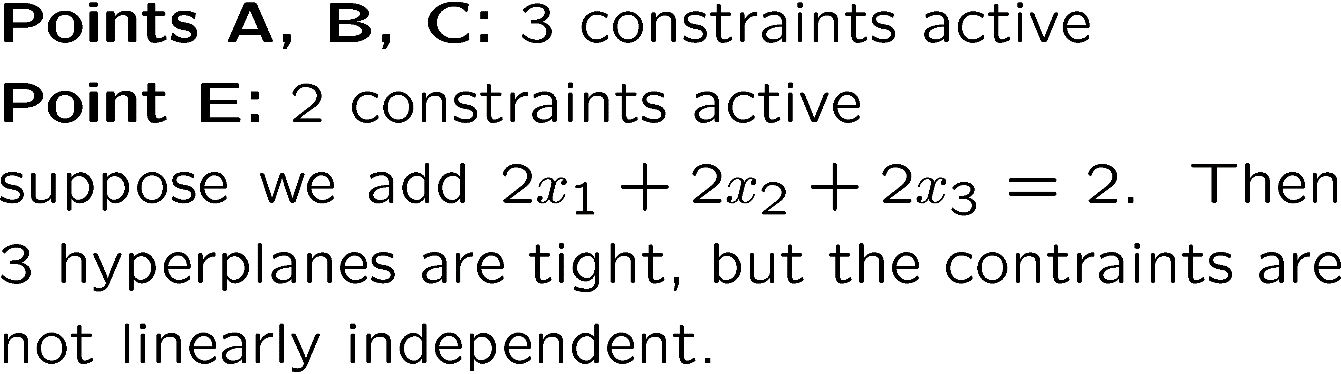 Points A, B, C: 3 constraints active
Point E: 2 constraints active
suppose we add 2x₁ + 2x₂ + 2x₃ = 2. Then
3 hyperplanes are tight, but the contraints are
not linearly independent.